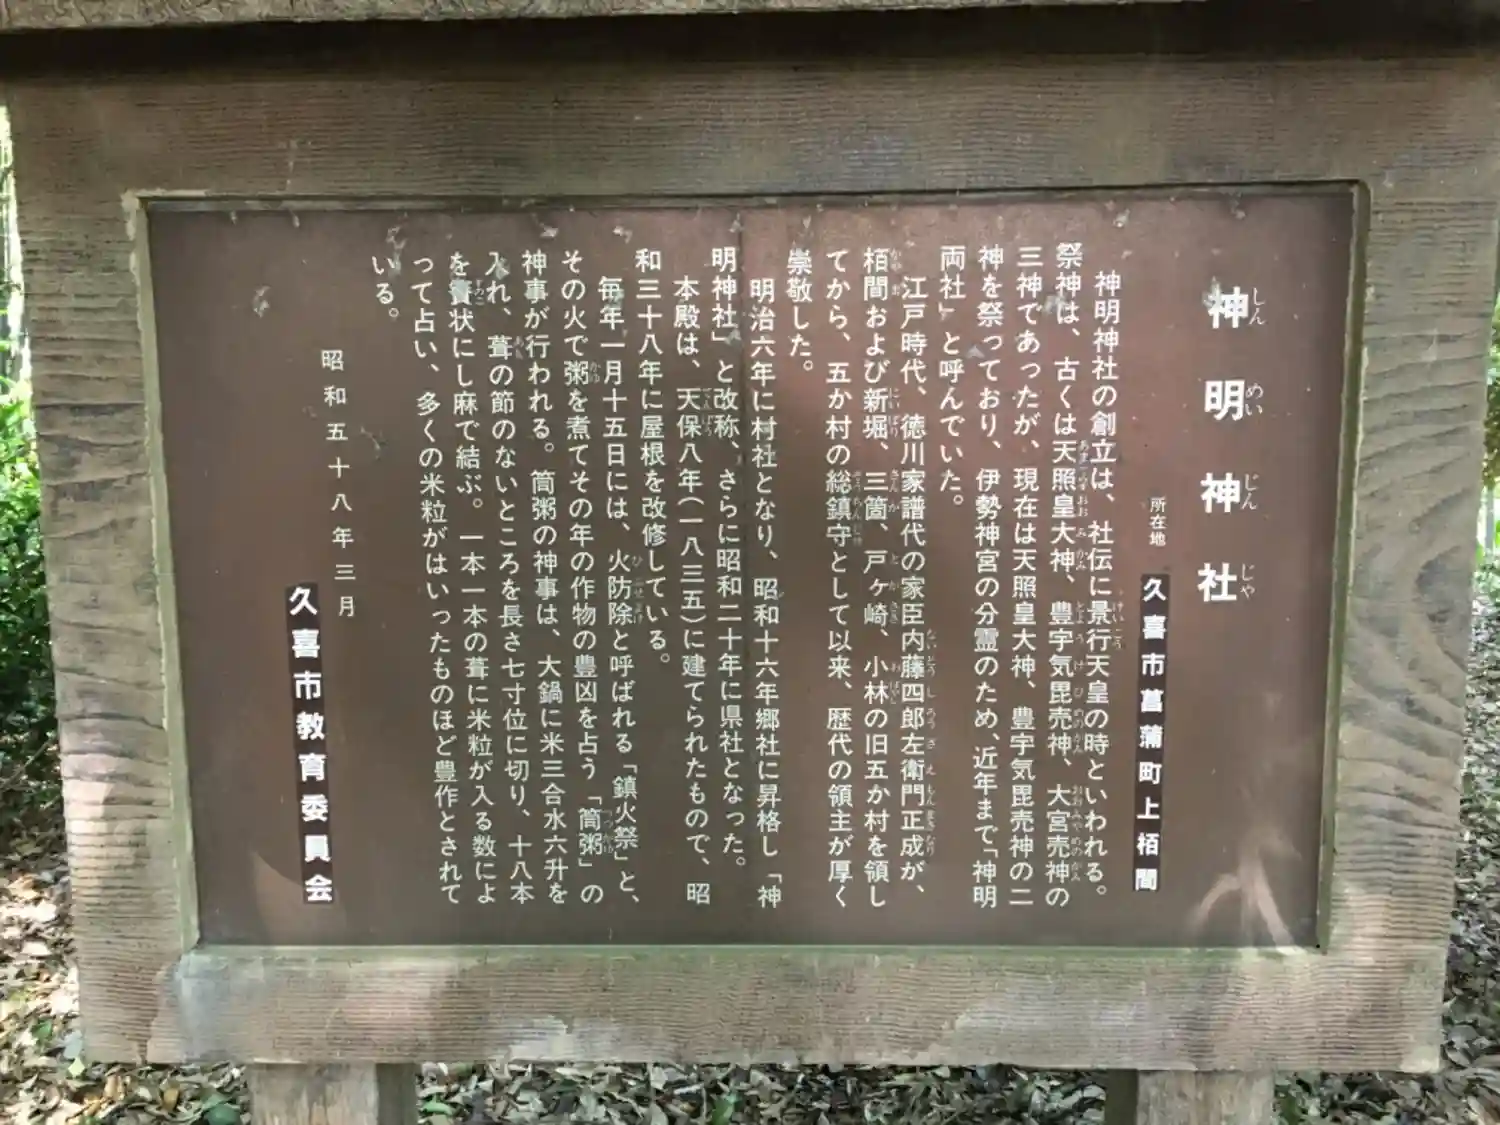 神明神社
所在地 久喜市菖蒲町上栢間
神明神社の創立は、社伝に景行天皇の時といわれる。
祭神は、古くは天照皇大神、豊宇気毘売神、大宮売神の
三神であったが、現在は天照皇大神、豊宇気毘売神の二
神を祭っており、伊勢神宮の分霊のため、近年まで「神明
両社」と呼んでいた。
江戸時代、徳川家譜代の家臣内藤四郎左衛門正成が、
栢間および新堀、三箇、戸ヶ崎、小林の旧五か村を領し
てから、五か村の総鎮守として以来、歴代の領主が厚く
崇敬した。
明治六年に村社となり、昭和十六年郷社に昇格し「神
明神社」と改称、さらに昭和二十年に県社となった。
本殿は、天保八年(一八三五)に建てられたもので、昭
和三十八年に屋根を改修している。
毎年一月十五日には、火防除と呼ばれる「鎮火祭」と、
その火で粥を煮てその年の作物の豊凶を占う「筒粥」の
神事が行われる。筒粥の神事は、大鍋に米三合水六升を
入れ、葺の節のないところを長さ七寸位に切り、十八本
を簀状にし麻で結ぶ。一本一本の葺に米粒が入る数によ
って占い、多くの米粒がはいったものほど豊作とされて
いる。
昭和五十八年三月
久喜市教育委員会